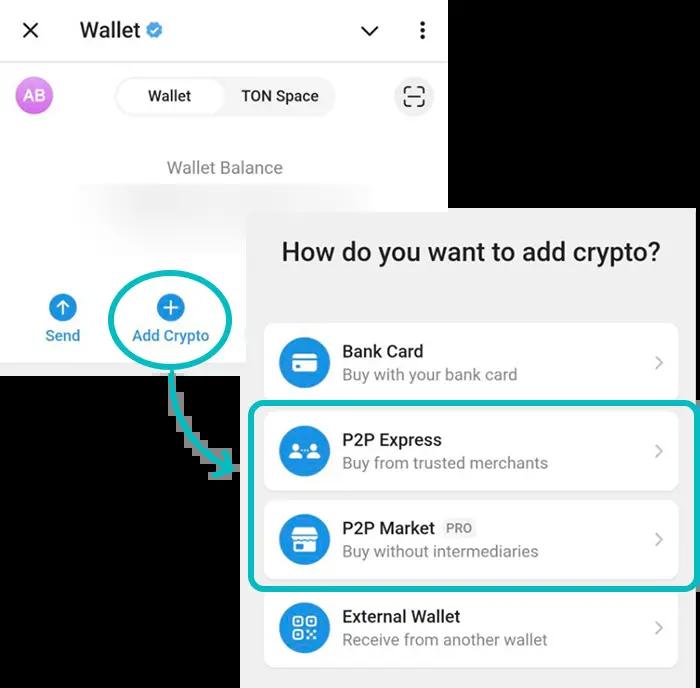 Wallet
AB
Wallet
TON Space
Wallet Balance
Send
Add Crypto
How do you want to add crypto?
Bank Card
Buy with your bank card
P2P Express
Buy from trusted merchants
P2P Market PRO
Buy without intermediaries
External Wallet
Receive from another wallet